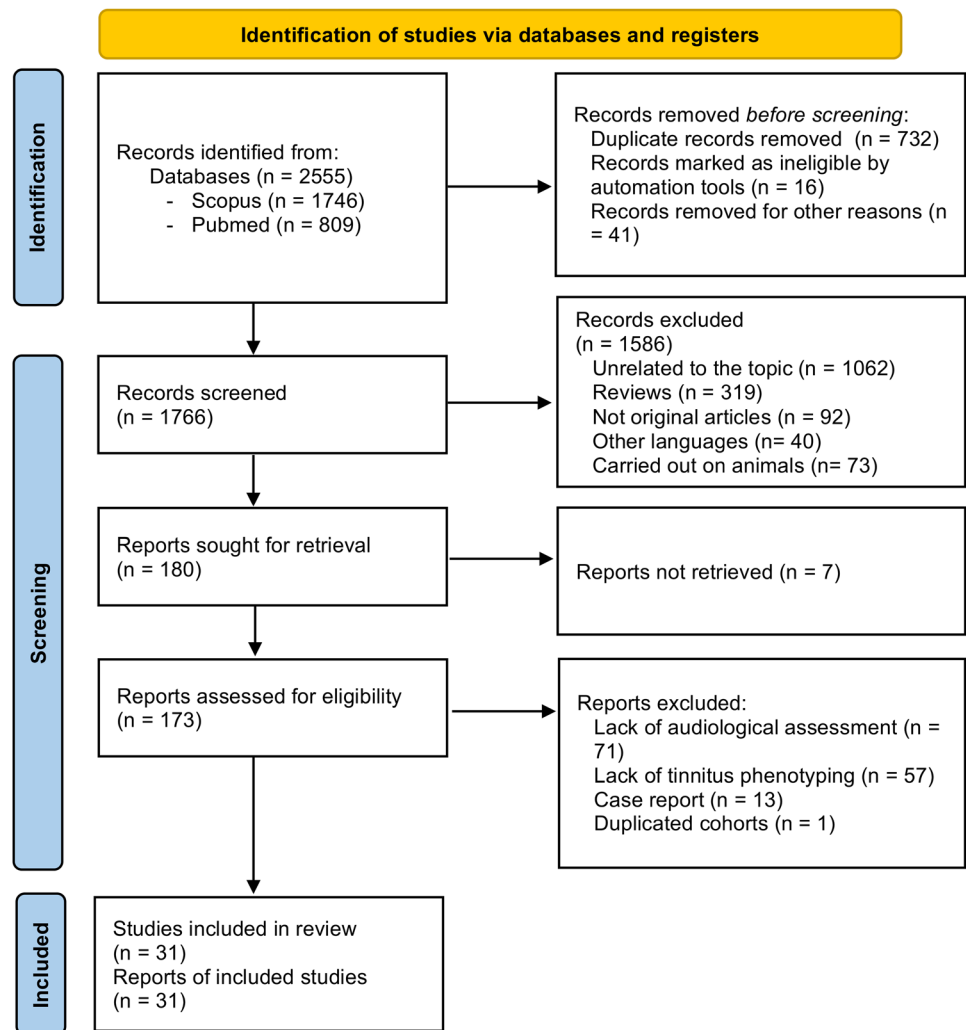 Identification of studies via databases and registers
Identification
Records identified from:
Databases (n = 2555)
- Scopus (n = 1746)
- Pubmed (n = 809)
Records removed before screening:
Duplicate records removed (n = 732)
Records marked as ineligible by
automation tools (n = 16)
Records removed for other reasons (n
= 41)
Screening
Records screened
(n = 1766)
Records excluded
(n = 1586)
Unrelated to the topic (n = 1062)
Reviews (n = 319)
Not original articles (n = 92)
Other languages (n= 40)
Carried out on animals (n= 73)
Reports sought for retrieval
(n = 180)
Reports not retrieved (n = 7)
Reports assessed for eligibility
(n = 173)
Reports excluded:
Lack of audiological assessment (n =
71)
Lack of tinnitus phenotyping (n = 57)
Case report (n = 13)
Duplicated cohorts (n = 1)
Included
Studies included in review
(n = 31)
Reports of included studies
(n = 31)